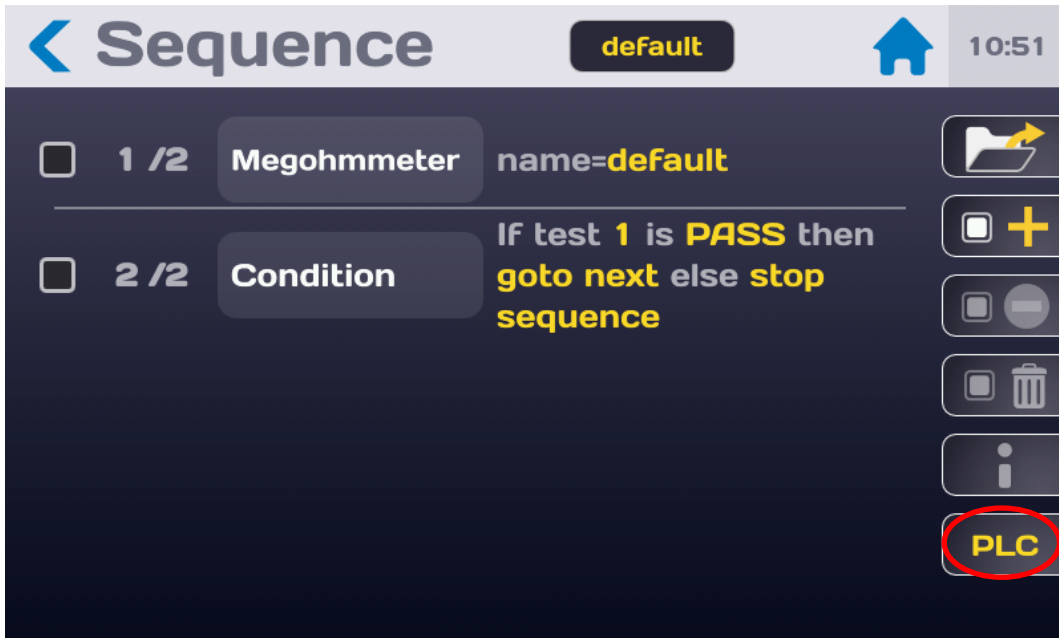 Sequence
default
10:51
1 /2
Megohmmeter
name=default
2 /2
Condition
If test 1 is PASS then
goto next else stop
sequence
PLC